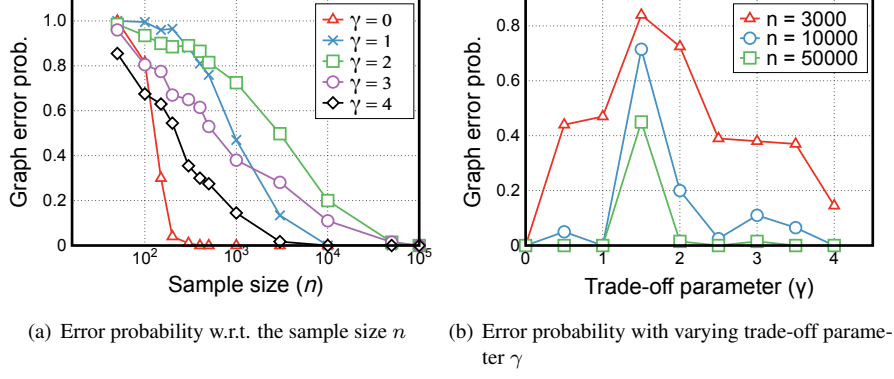 Graph error prob.
1.0
0.8
0.6
0.4
0.2
0
10²
10³
10⁴
10⁵
Sample size (n)
γ = 0
γ = 1
γ = 2
γ = 3
γ = 4
(a) Error probability w.r.t. the sample size n
Graph error prob.
0.8
0.6
0.4
0.2
0
0
1
2
3
4
Trade-off parameter (γ)
n = 3000
n = 10000
n = 50000
(b) Error probability with varying trade-off parame-
ter γ